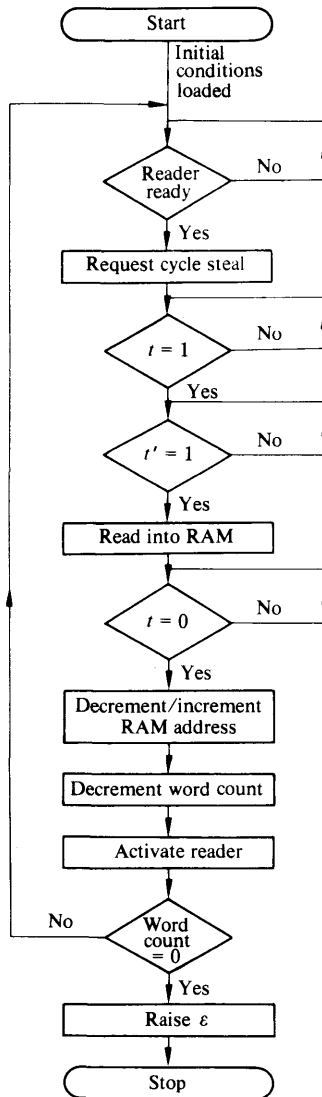 Start
Initial
conditions
loaded
Reader
ready
No
Yes
Request cycle steal
t = 1
No
Yes
t' = 1
No
Yes
Read into RAM
t = 0
No
Yes
Decrement/increment
RAM address
Decrement word count
Activate reader
No
Word
count
= 0
Yes
Raise ε
Stop